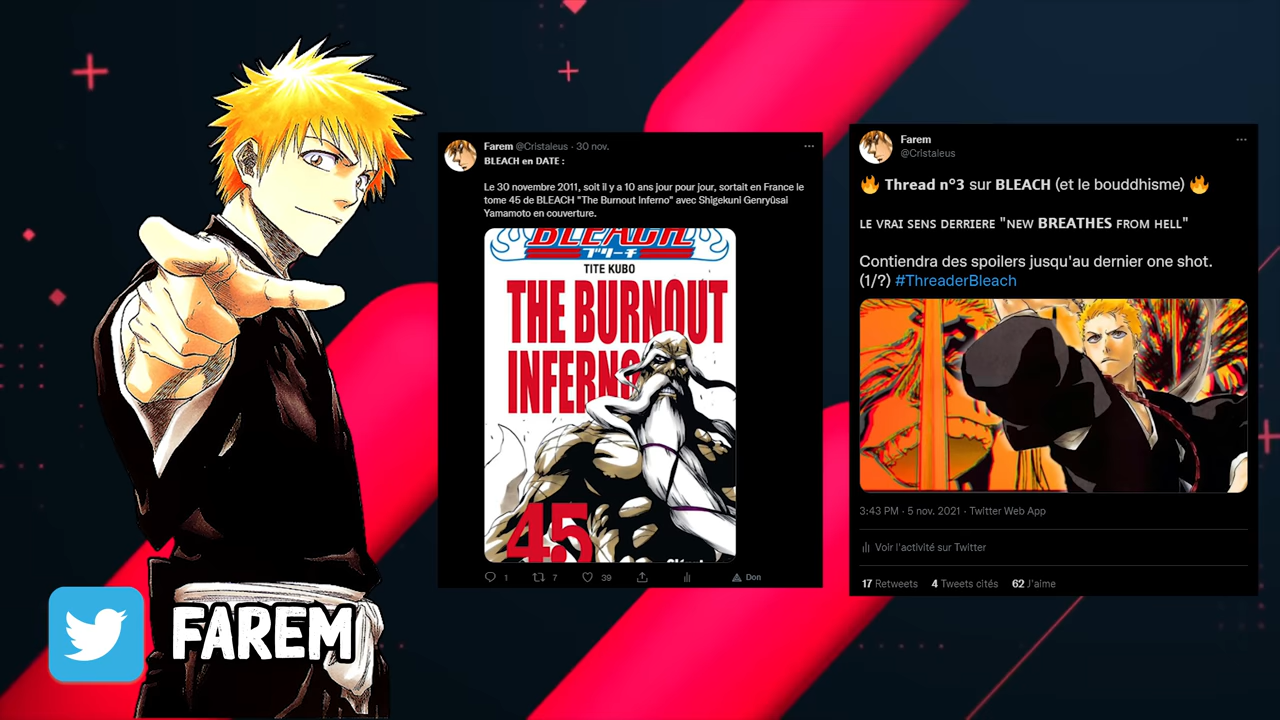 Farem @Cristaleus · 30 nov.
BLEACH en DATE :
Le 30 novembre 2011, soit il y a 10 ans jour pour jour, sortait en France le
tome 45 de BLEACH "The Burnout Inferno" avec Shigekuni Genryûsai
Yamamoto en couverture.
BLEACH
ブリーチ
TITE KUBO
THE BURNOUT
INFERNO
45
1 7 39 Don
Farem
@Cristaleus
🔥 Thread n°3 sur BLEACH (et le bouddhisme) 🔥
LE VRAI SENS DERRIERE "NEW BREATHES FROM HELL"
Contiendra des spoilers jusqu'au dernier one shot.
(1/?) #ThreaderBleach
3:43 PM · 5 nov. 2021 · Twitter Web App
Voir l'activité sur Twitter
17 Retweets 4 Tweets cités 62 J'aime
FAREM